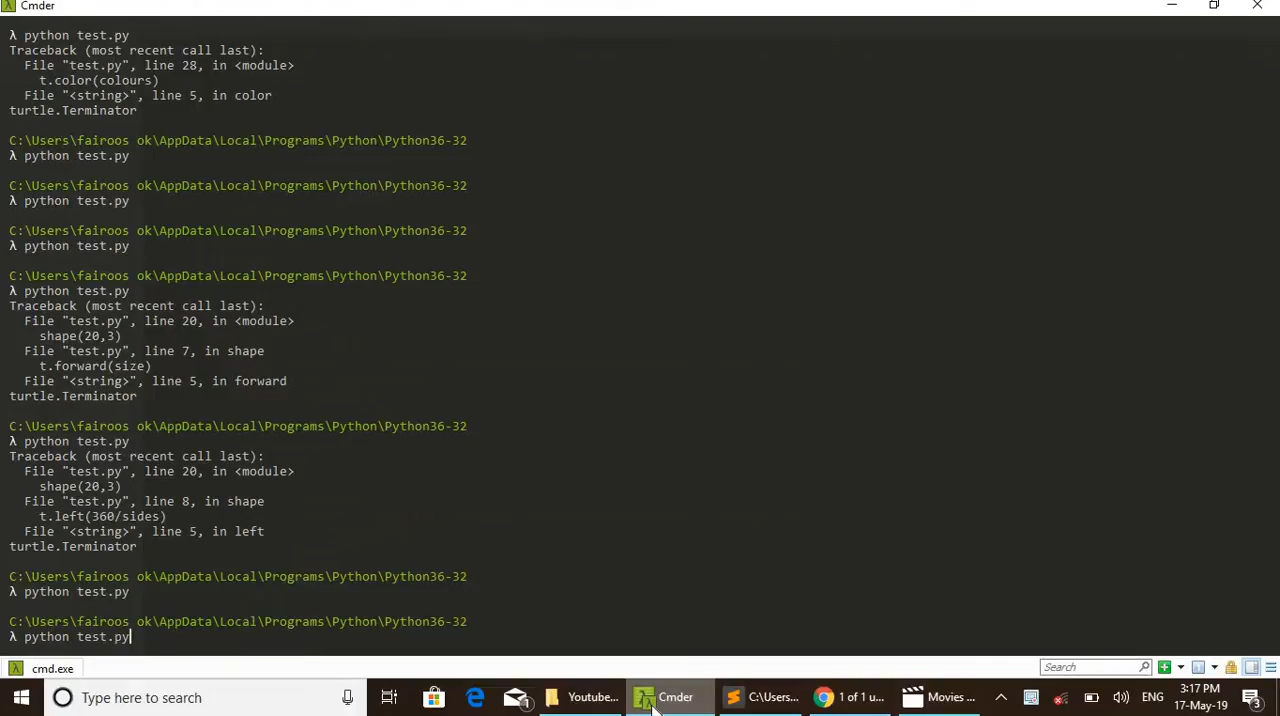 Cmder
λ python test.py
Traceback (most recent call last):
File "test.py", line 28, in <module>
t.color(colours)
File "<string>", line 5, in color
turtle.Terminator
C:\Users\fairoos ok\AppData\Local\Programs\Python\Python36-32
λ python test.py
C:\Users\fairoos ok\AppData\Local\Programs\Python\Python36-32
λ python test.py
C:\Users\fairoos ok\AppData\Local\Programs\Python\Python36-32
λ python test.py
C:\Users\fairoos ok\AppData\Local\Programs\Python\Python36-32
λ python test.py
Traceback (most recent call last):
File "test.py", line 20, in <module>
shape(20,3)
File "test.py", line 7, in shape
t.forward(size)
File "<string>", line 5, in forward
turtle.Terminator
C:\Users\fairoos ok\AppData\Local\Programs\Python\Python36-32
λ python test.py
Traceback (most recent call last):
File "test.py", line 20, in <module>
shape(20,3)
File "test.py", line 8, in shape
t.left(360/sides)
File "<string>", line 5, in left
turtle.Terminator
C:\Users\fairoos ok\AppData\Local\Programs\Python\Python36-32
λ python test.py
C:\Users\fairoos ok\AppData\Local\Programs\Python\Python36-32
λ python test.py
cmd.exe Search
Type here to search 1 Youtube... Cmder C:\Users... 1 of 1 u... Movies ... ENG 3:17 PM 3
17-May-19